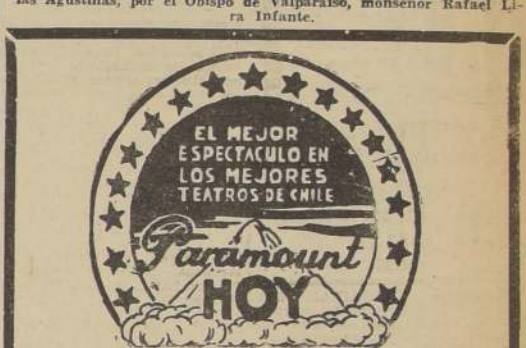 las Agustinas, por el Obispo de Valparaíso, monseñor Rafael Li-
ra Infante.
EL MEJOR
ESPECTACULO EN
LOS MEJORES
TEATROS DE CHILE
Paramount
HOY